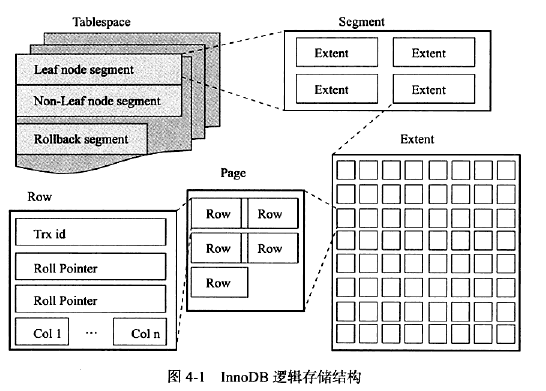 Tablespace
Leaf node segment
Non-Leaf node segment
Rollback segment
Segment
Extent Extent
Extent Extent
Extent
Page
Row Row
Row Row
Row
Row
Trx id
Roll Pointer
Roll Pointer
Col 1 … Col n
图 4-1 InnoDB 逻辑存储结构